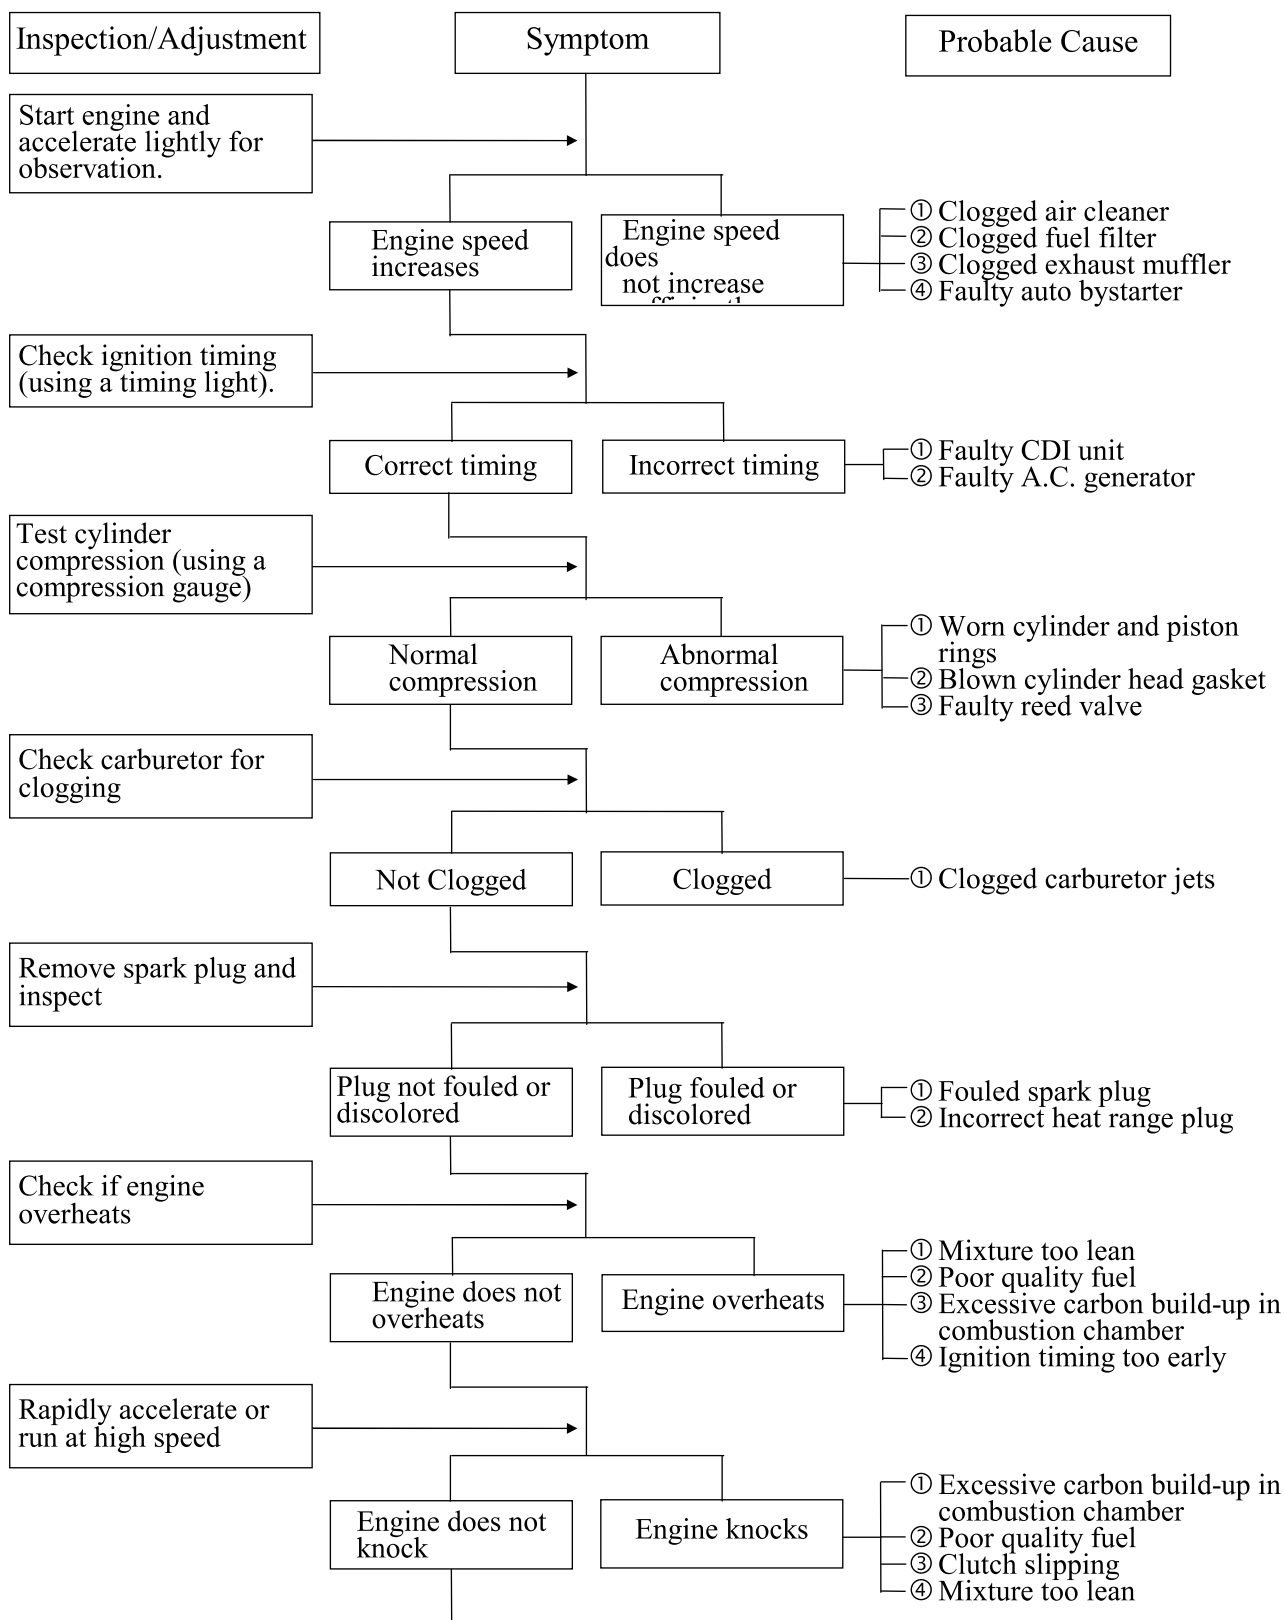 Inspection/Adjustment
Symptom
Probable Cause
Start engine and
accelerate lightly for
observation.
Engine speed
increases
Engine speed
does
not increase
① Clogged air cleaner
② Clogged fuel filter
③ Clogged exhaust muffler
④ Faulty auto bystarter
Check ignition timing
(using a timing light).
Correct timing
Incorrect timing
① Faulty CDI unit
② Faulty A.C. generator
Test cylinder
compression (using a
compression gauge)
Normal
compression
Abnormal
compression
① Worn cylinder and piston
rings
② Blown cylinder head gasket
③ Faulty reed valve
Check carburetor for
clogging
Not Clogged
Clogged
① Clogged carburetor jets
Remove spark plug and
inspect
Plug not fouled or
discolored
Plug fouled or
discolored
① Fouled spark plug
② Incorrect heat range plug
Check if engine
overheats
Engine does not
overheats
Engine overheats
① Mixture too lean
② Poor quality fuel
③ Excessive carbon build-up in
combustion chamber
④ Ignition timing too early
Rapidly accelerate or
run at high speed
Engine does not
knock
Engine knocks
① Excessive carbon build-up in
combustion chamber
② Poor quality fuel
③ Clutch slipping
④ Mixture too lean